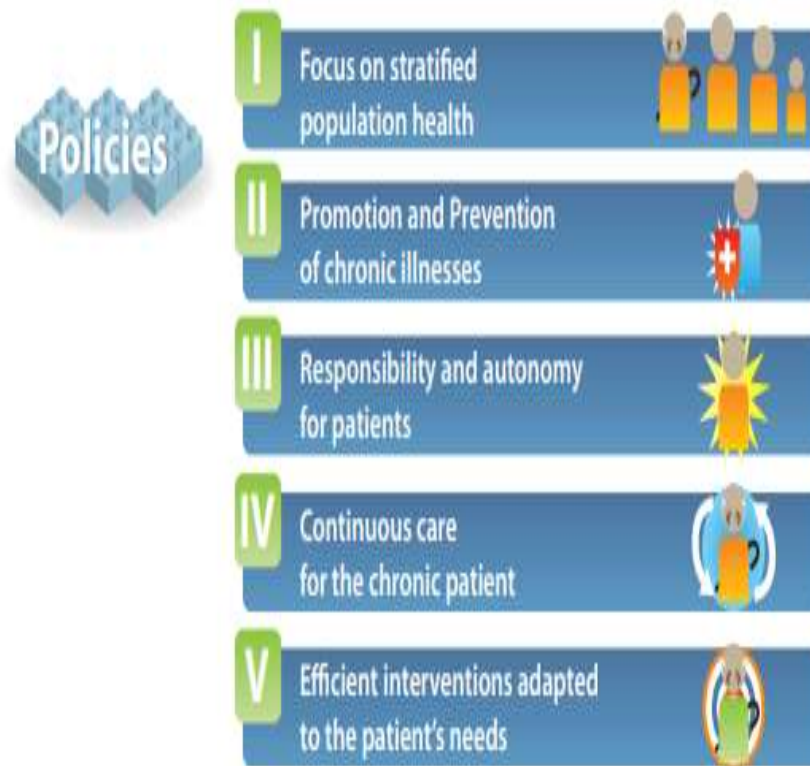 Policies
I
Focus on stratified
population health
II
Promotion and Prevention
of chronic illnesses
III
Responsibility and autonomy
for patients
IV
Continuous care
for the chronic patient
V
Efficient interventions adapted
to the patient's needs